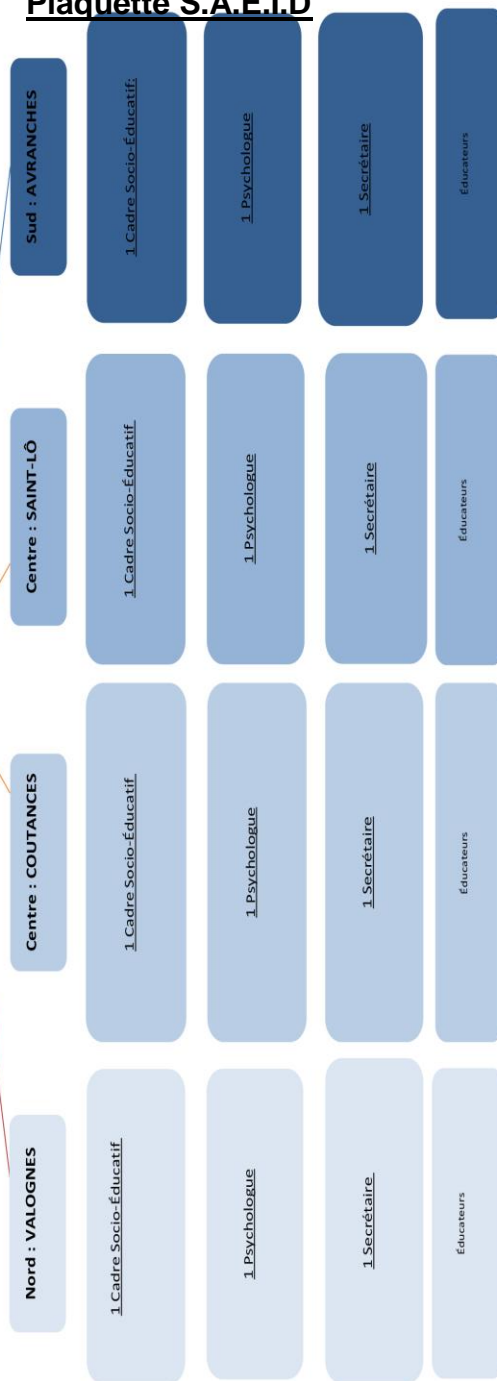 Plaquette S.A.E.I.D
Nord : VALOGNES
1 Cadre Socio-Éducatif
1 Psychologue
1 Secrétaire
Éducateurs
Centre : COUTANCES
1 Cadre Socio-Éducatif
1 Psychologue
1 Secrétaire
Éducateurs
Centre : SAINT-LÔ
1 Cadre Socio-Éducatif
1 Psychologue
1 Secrétaire
Éducateurs
Sud : AVRANCHES
1 Cadre Socio-Éducatif:
1 Psychologue
1 Secrétaire
Éducateurs